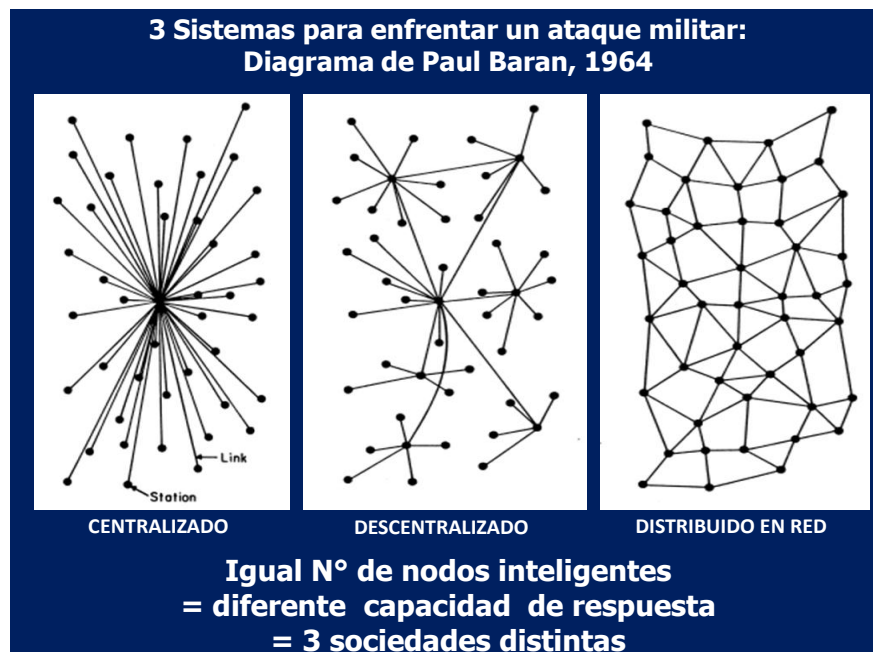 3 Sistemas para enfrentar un ataque militar:
Diagrama de Paul Baran, 1964
Link
Station
CENTRALIZADO
DESCENTRALIZADO
DISTRIBUIDO EN RED
Igual N° de nodos inteligentes
= diferente capacidad de respuesta
= 3 sociedades distintas